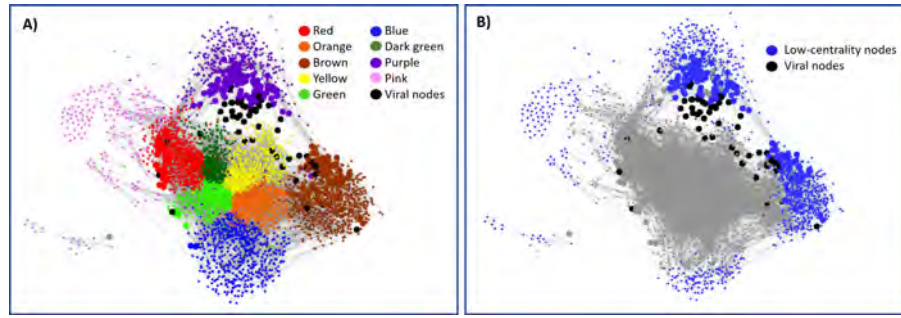 A)
Red
Orange
Brown
Yellow
Green
Blue
Dark green
Purple
Pink
Viral nodes
B)
Low-centrality nodes
Viral nodes